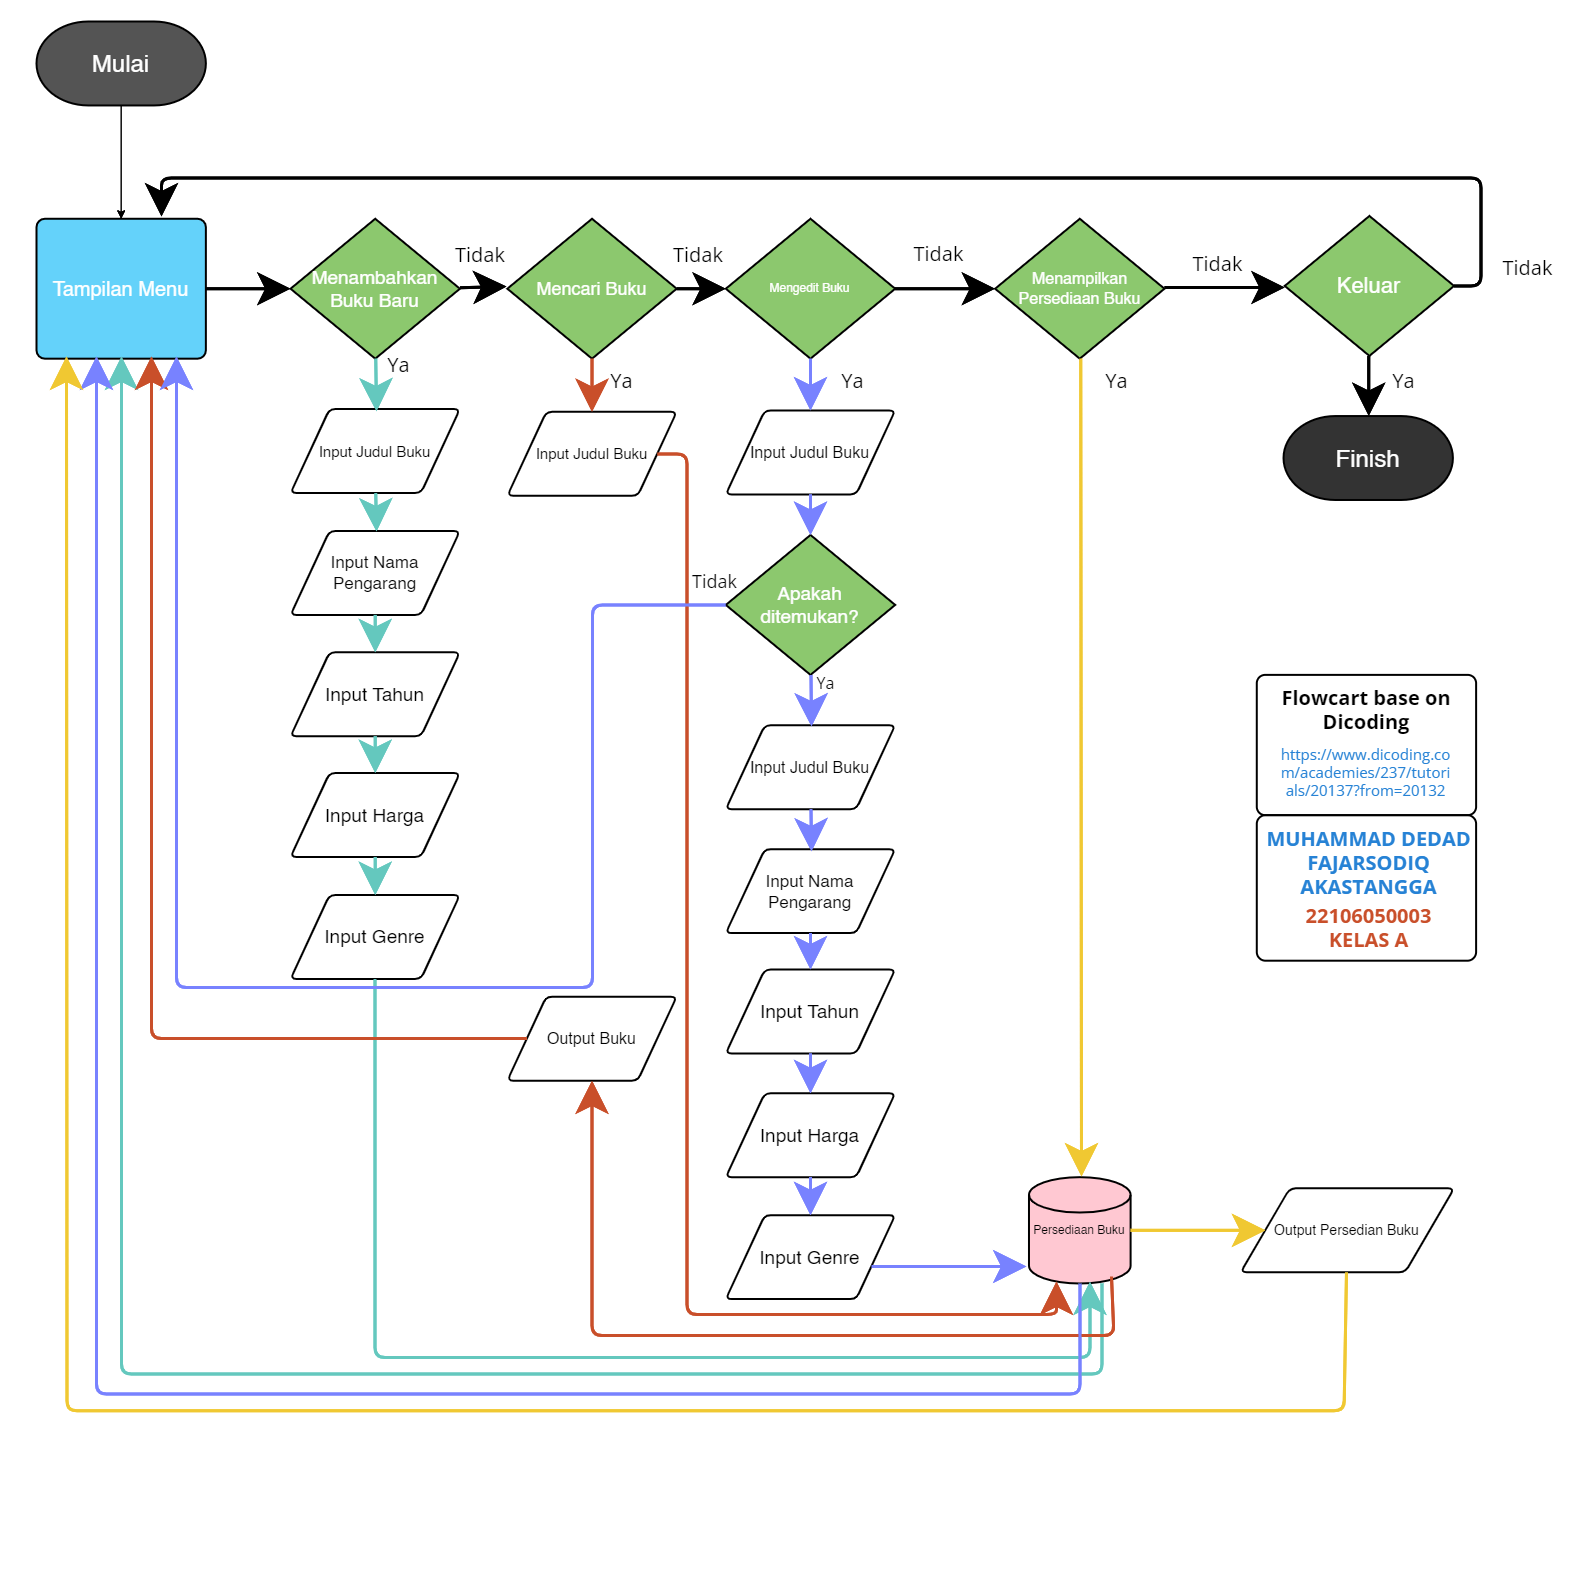 Mulai
Tampilan Menu
Menambahkan
Buku Baru
Tidak
Mencari Buku
Tidak
Mengedit Buku
Tidak
Menampilkan
Persediaan Buku
Tidak
Keluar
Tidak
Ya
Ya
Ya
Ya
Ya
Finish
Input Judul Buku
Input Nama
Pengarang
Input Tahun
Input Harga
Input Genre
Input Judul Buku
Output Buku
Input Judul Buku
Tidak
Apakah
ditemukan?
Ya
Input Judul Buku
Input Nama
Pengarang
Input Tahun
Input Harga
Input Genre
Persediaan Buku
Output Persedian Buku
Flowcart base on
Dicoding
https://www.dicoding.co
m/academies/237/tutori
als/20137?from=20132
MUHAMMAD DEDAD
FAJARSODIQ
AKASTANGGA
22106050003
KELAS A